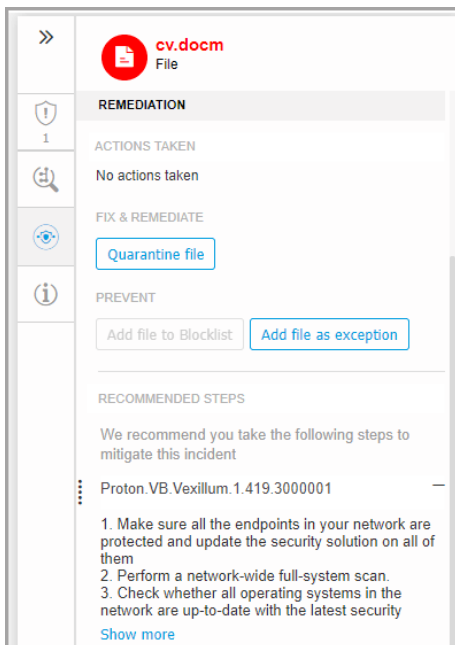 cv.docm
File
REMEDIATION
1
ACTIONS TAKEN
No actions taken
FIX & REMEDIATE
Quarantine file
PREVENT
Add file to Blocklist Add file as exception
RECOMMENDED STEPS
We recommend you take the following steps to
mitigate this incident
Proton.VB.Vexillum.1.419.3000001
1. Make sure all the endpoints in your network are
protected and update the security solution on all of
them
2. Perform a network-wide full-system scan.
3. Check whether all operating systems in the
network are up-to-date with the latest security
Show more